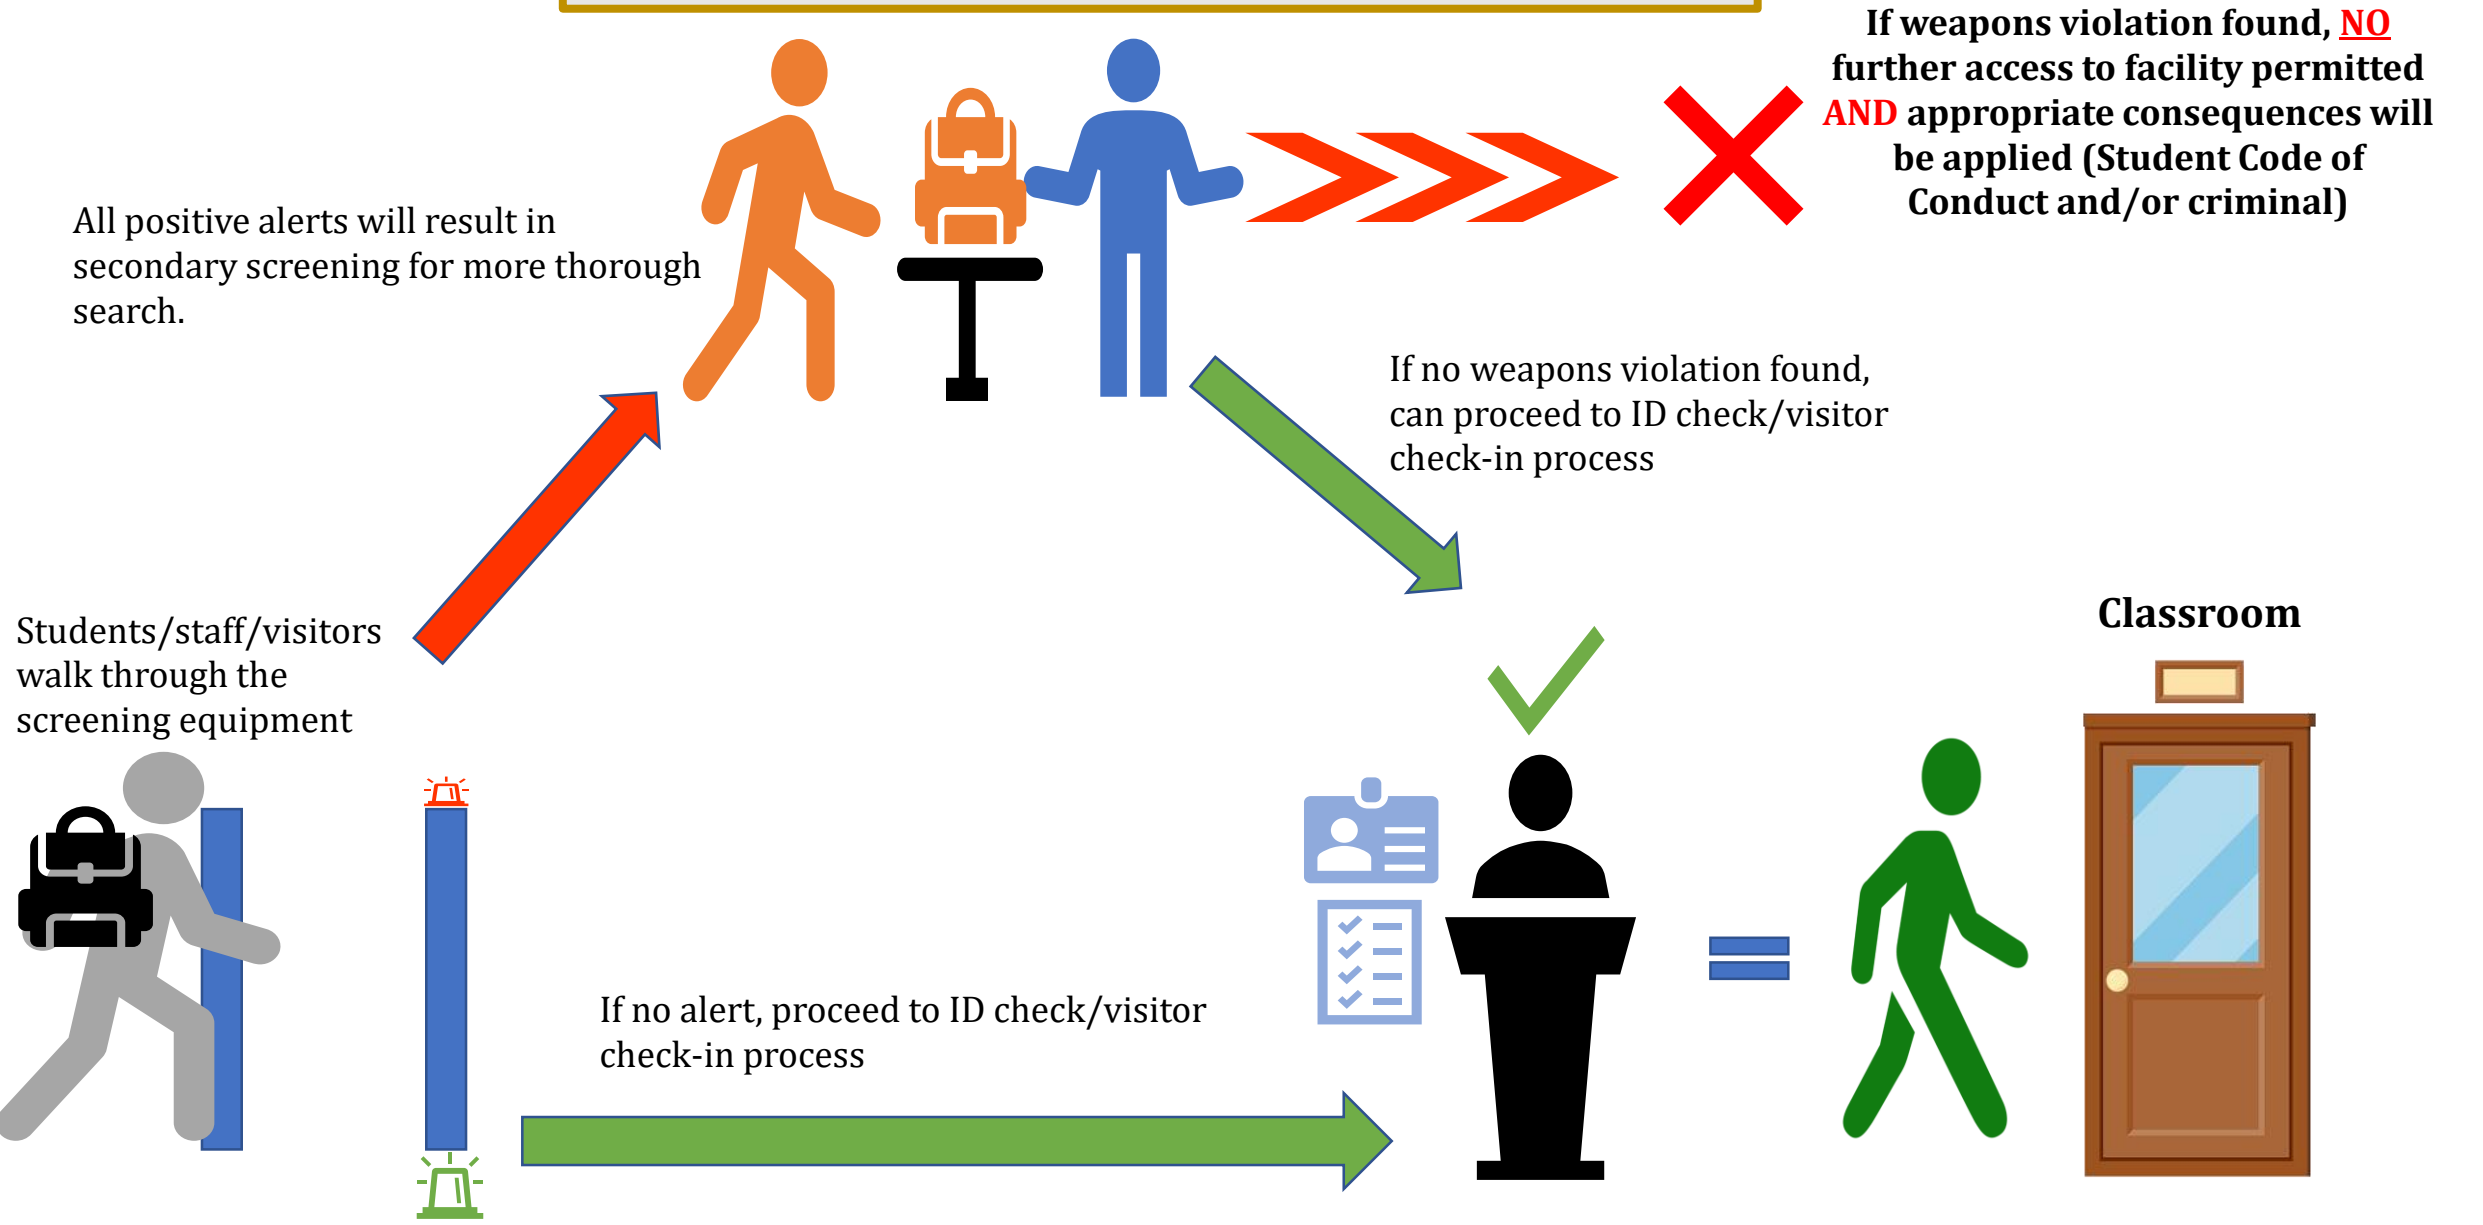 If weapons violation found, NO
further access to facility permitted
AND appropriate consequences will
be applied (Student Code of
Conduct and/or criminal)
All positive alerts will result in
secondary screening for more thorough
search.
If no weapons violation found,
can proceed to ID check/visitor
check-in process
Students/staff/visitors
walk through the
screening equipment
Classroom
If no alert, proceed to ID check/visitor
check-in process